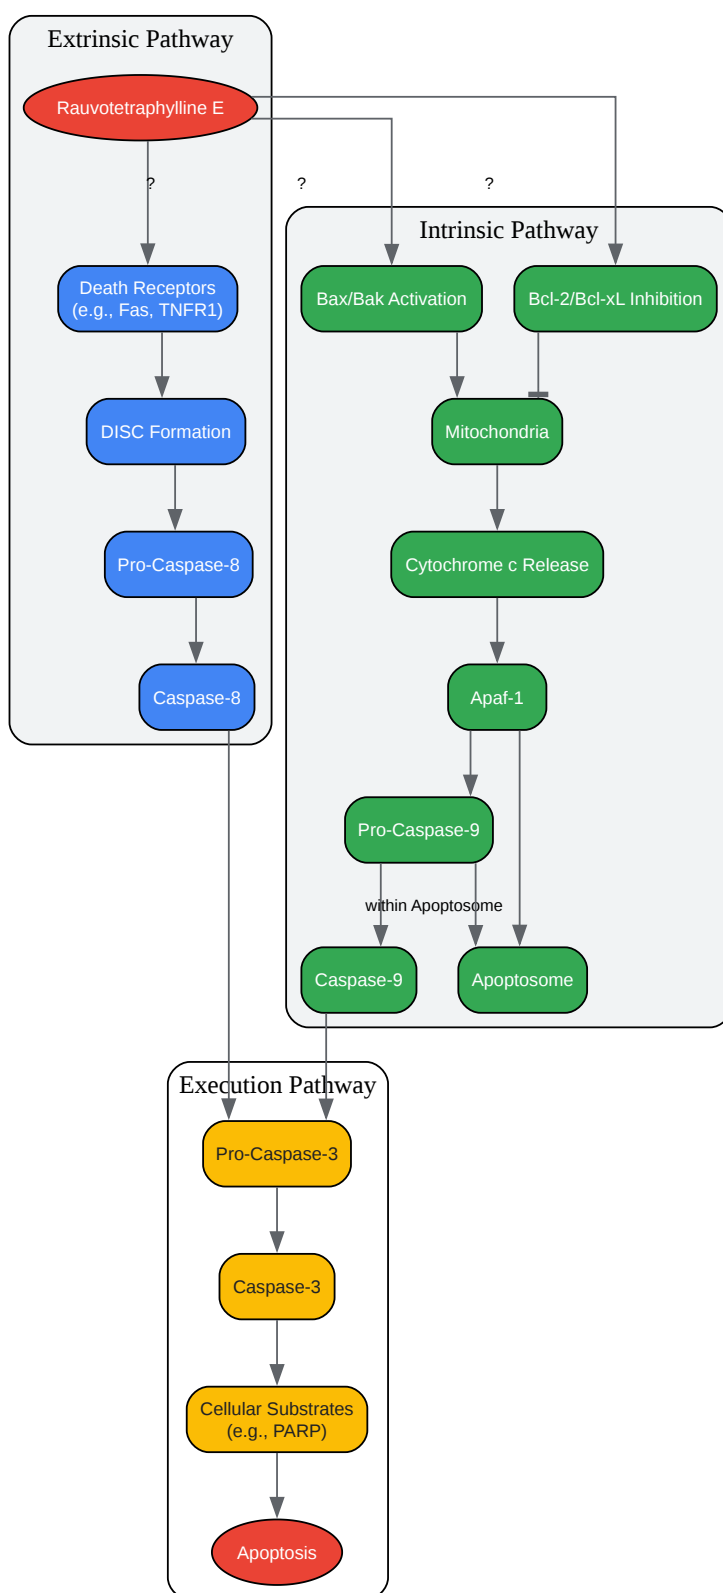 Extrinsic Pathway
Rauvotetraphylline E
?
?
?
Intrinsic Pathway
Death Receptors
(e.g., Fas, TNFR1)
Bax/Bak Activation
Bcl-2/Bcl-xL Inhibition
DISC Formation
Mitochondria
Pro-Caspase-8
Cytochrome c Release
Caspase-8
Apaf-1
Pro-Caspase-9
within Apoptosome
Caspase-9
Apoptosome
Execution Pathway
Pro-Caspase-3
Caspase-3
Cellular Substrates
(e.g., PARP)
Apoptosis